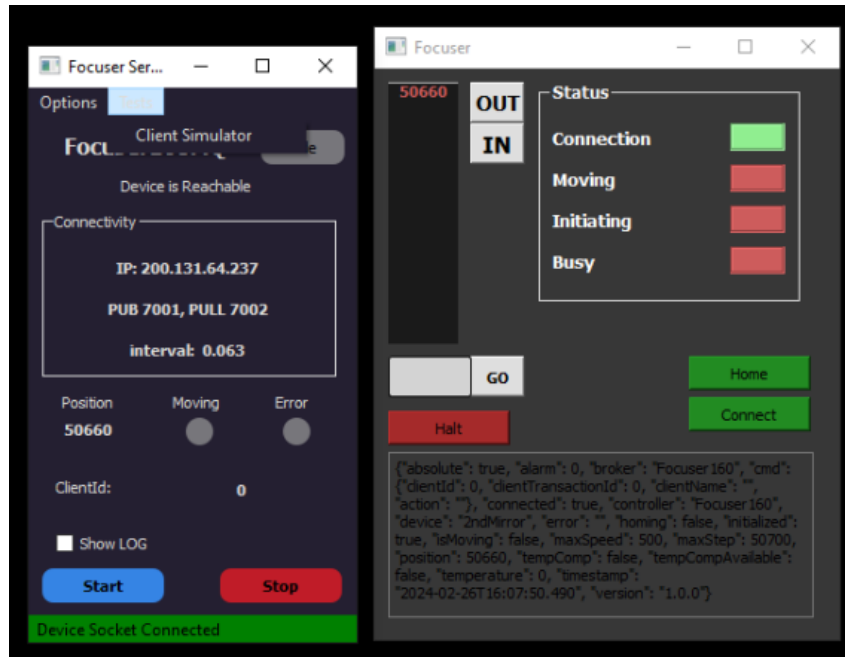 Focuser Ser...
Options
Client Simulator
Device is Reachable
Connectivity
IP: 200.131.64.237
PUB 7001, PULL 7002
interval: 0.063
Position Moving Error
50660
ClientId: 0
Show LOG
Start Stop
Device Socket Connected
Focuser
50660
OUT
IN
Status
Connection
Moving
Initiating
Busy
GO
Home
Connect
Halt
{"absolute": true, "alarm": 0, "broker": "Focuser160", "cmd":
{"clientId": 0, "clientTransactionId": 0, "clientName": "",
"action": ""}, "connected": true, "controller": "Focuser160",
"device": "2ndMirror", "error": "", "homing": false, "initialized":
true, "isMoving": false, "maxSpeed": 500, "maxStep": 50700,
"position": 50660, "tempComp": false, "tempCompAvailable":
false, "temperature": 0, "timestamp":
"2024-02-26T16:07:50.490", "version": "1.0.0"}